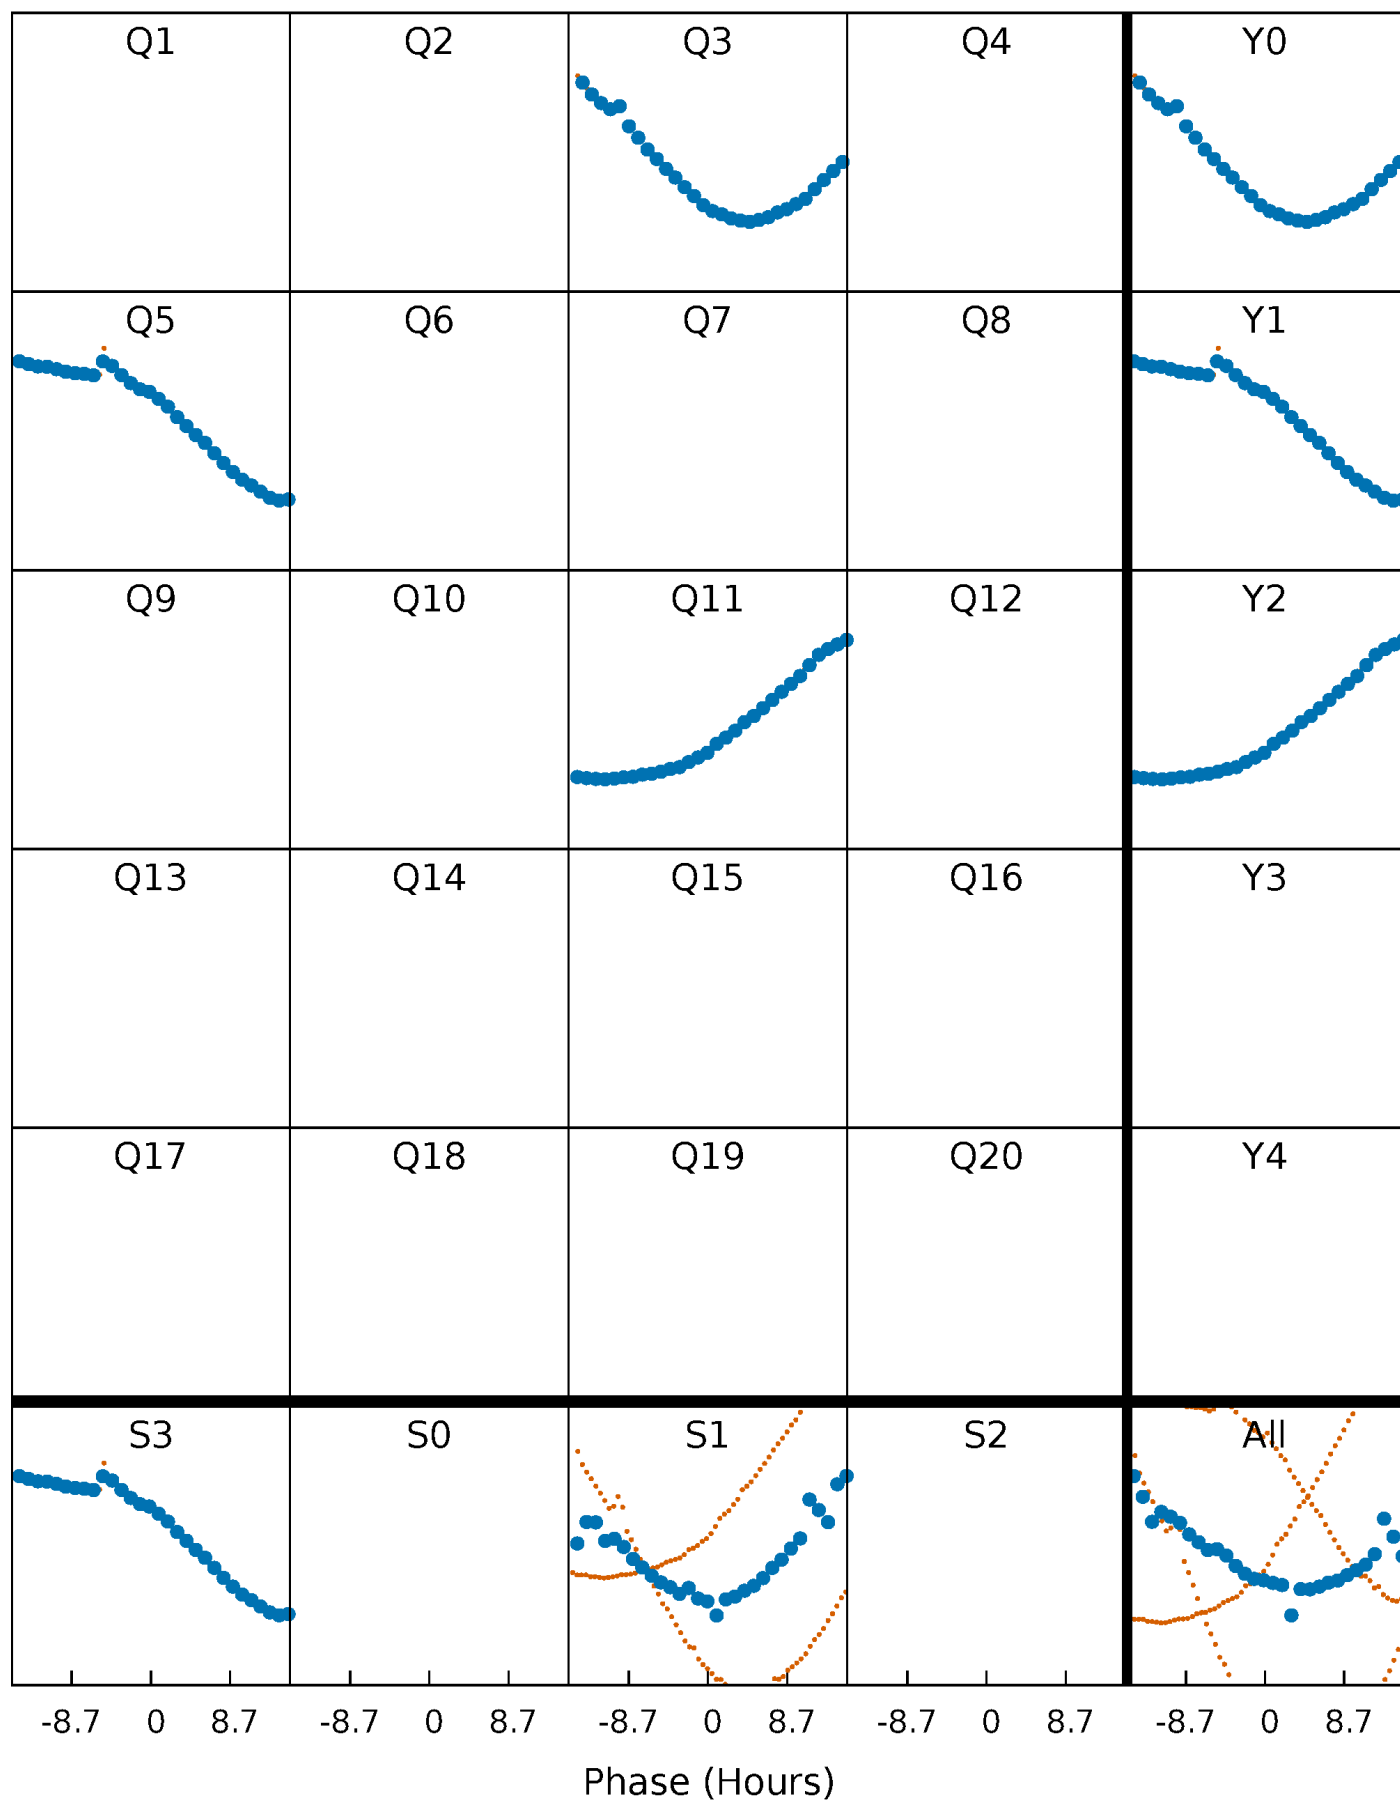 Q1 Q2 Q3 Q4 Y0
Q5 Q6 Q7 Q8 Y1
Q9 Q10 Q11 Q12 Y2
Q13 Q14 Q15 Q16 Y3
Q17 Q18 Q19 Q20 Y4
S3 S0 S1 S2 All
-8.7 0 8.7 -8.7 0 8.7 -8.7 0 8.7 -8.7 0 8.7 -8.7 0 8.7
Phase (Hours)